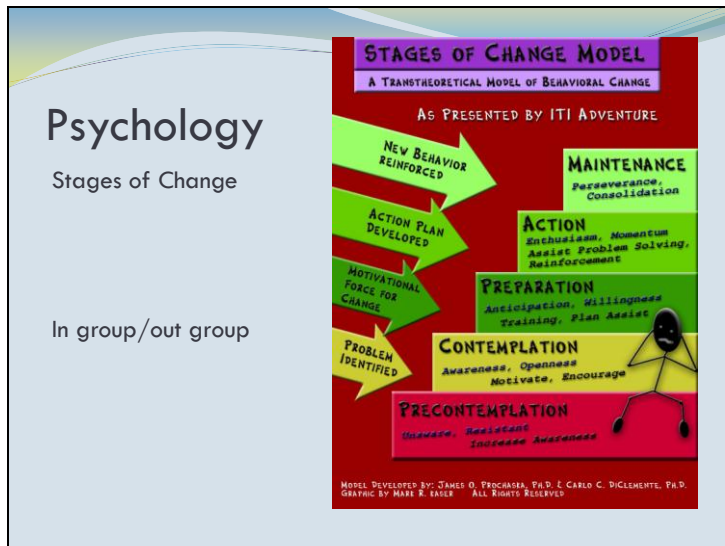 Psychology
Stages of Change
In group/out group
STAGES OF CHANGE MODEL
A TRANSTHEORETICAL MODEL OF BEHAVIORAL CHANGE
AS PRESENTED BY ITI ADVENTURE
NEW BEHAVIOR
REINFORCED
MAINTENANCE
Perseverance,
Consolidation
ACTION PLAN
DEVELOPED
ACTION
Enthusiasm, Momentum
Assist Problem Solving,
Reinforcement
MOTIVATIONAL
FORCE FOR
CHANGE
PREPARATION
Anticipation, Willingness
Training, Plan Assist
PROBLEM
IDENTIFIED
CONTEMPLATION
Awareness, Openness
Motivate, Encourage
PRECONTEMPLATION
Unaware, Resistant
Increase Awareness
MODEL DEVELOPED BY: JAMES O. PROCHASKA, PH.D. & CARLO C. DICLEMENTE, PH.D.
GRAPHIC BY MARK R. KASER ALL RIGHTS RESERVED